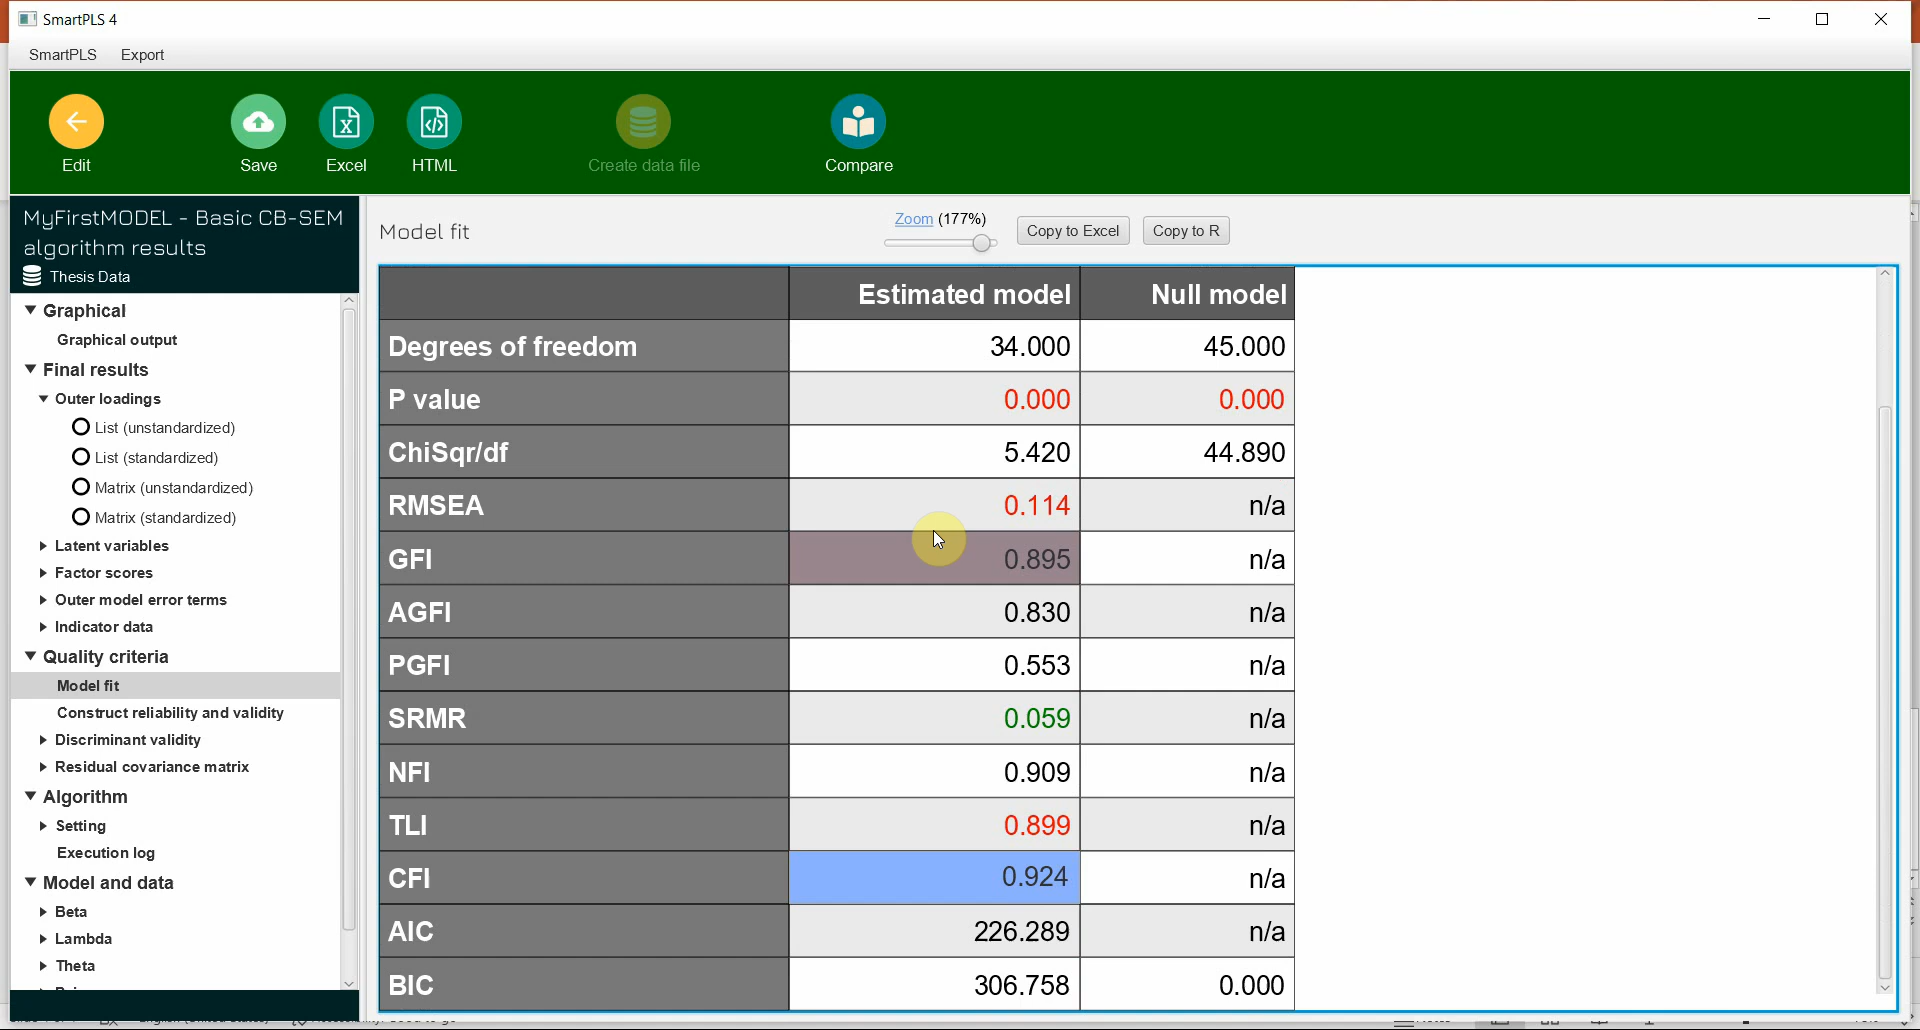 SmartPLS 4
SmartPLS Export
Edit Save Excel HTML Create data file Compare
MyFirstMODEL - Basic CB-SEM
algorithm results
Thesis Data
Graphical
Graphical output
Final results
Outer loadings
List (unstandardized)
List (standardized)
Matrix (unstandardized)
Matrix (standardized)
Latent variables
Factor scores
Outer model error terms
Indicator data
Quality criteria
Model fit
Construct reliability and validity
Discriminant validity
Residual covariance matrix
Algorithm
Setting
Execution log
Model and data
Beta
Lambda
Theta
Model fit
Zoom (177%)
Copy to Excel Copy to R
Estimated model Null model
Degrees of freedom 34.000 45.000
P value 0.000 0.000
ChiSqr/df 5.420 44.890
RMSEA 0.114 n/a
GFI 0.895 n/a
AGFI 0.830 n/a
PGFI 0.553 n/a
SRMR 0.059 n/a
NFI 0.909 n/a
TLI 0.899 n/a
CFI 0.924 n/a
AIC 226.289 n/a
BIC 306.758 0.000